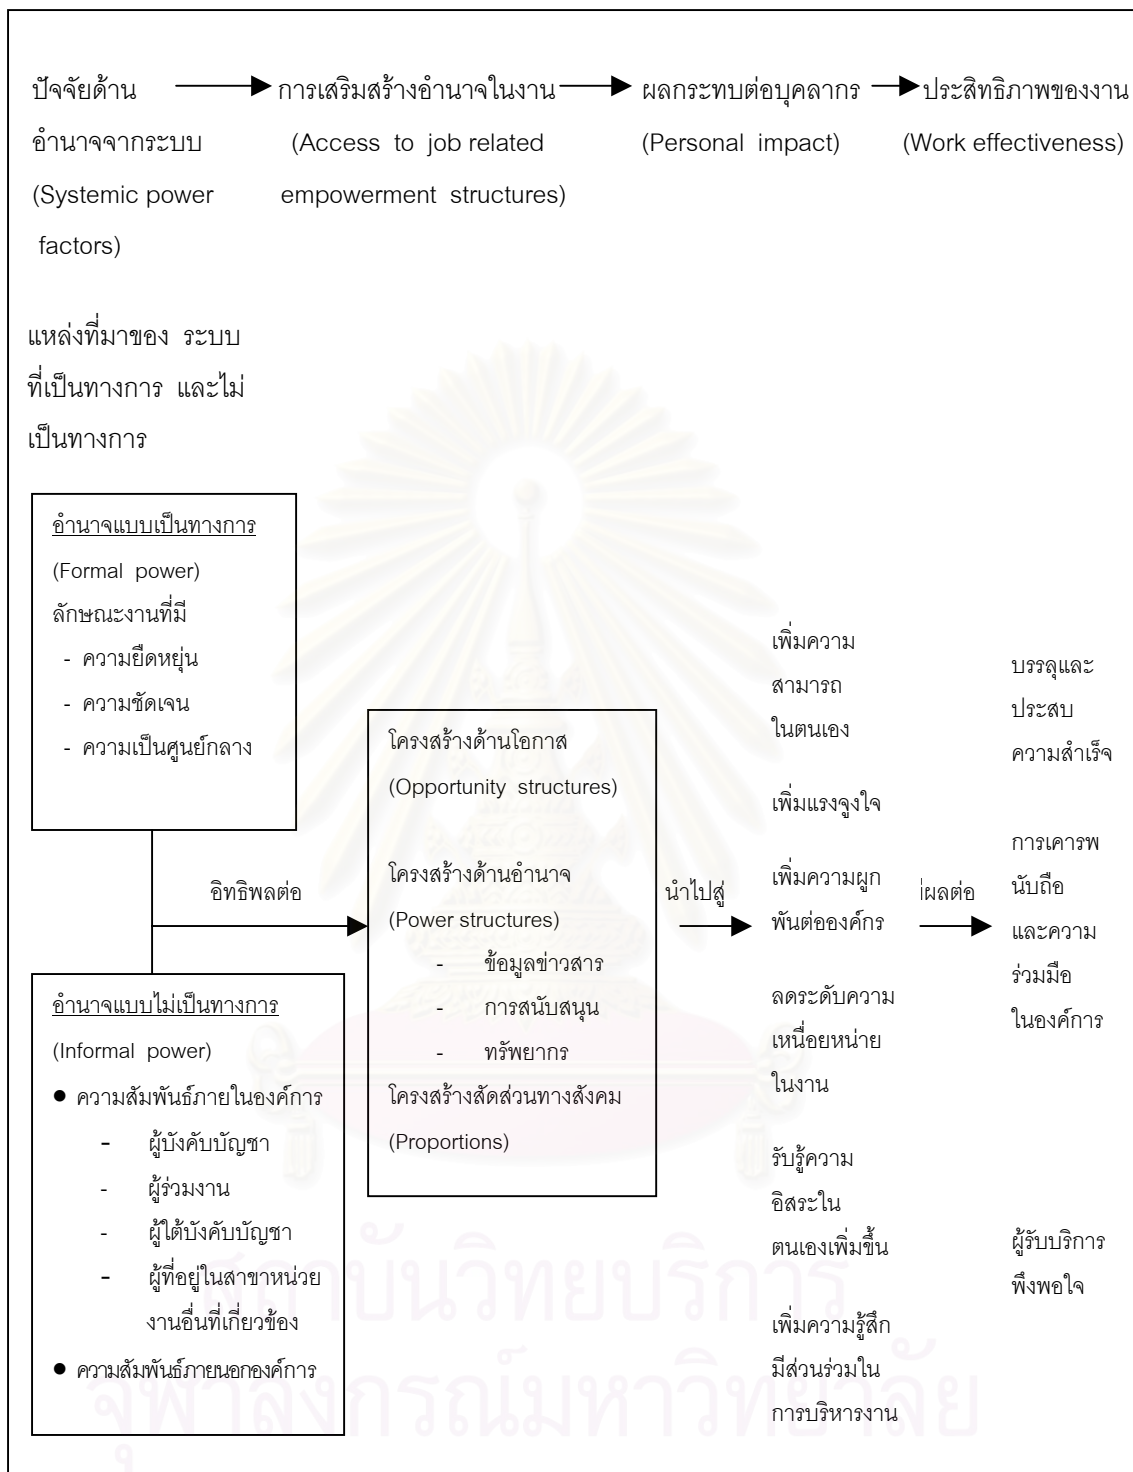 ปัจจัยด้าน
อำนาจจากระบบ
(Systemic power
factors)
การเสริมสร้างอำนาจในงาน
(Access to job related
empowerment structures)
ผลกระทบต่อบุคลากร
(Personal impact)
ประสิทธิภาพของงาน
(Work effectiveness)
แหล่งที่มาของ ระบบ
ที่เป็นทางการ และไม่
เป็นทางการ
อำนาจแบบเป็นทางการ
(Formal power)
ลักษณะงานที่มี
- ความยืดหยุ่น
- ความชัดเจน
- ความเป็นศูนย์กลาง
อิทธิพลต่อ
อำนาจแบบไม่เป็นทางการ
(Informal power)
● ความสัมพันธ์ภายในองค์การ
- ผู้บังคับบัญชา
- ผู้ร่วมงาน
- ผู้ใต้บังคับบัญชา
- ผู้ที่อยู่ในสาขาหน่วย
งานอื่นที่เกี่ยวข้อง
● ความสัมพันธ์ภายนอกองค์การ
โครงสร้างด้านโอกาส
(Opportunity structures)
โครงสร้างด้านอำนาจ
(Power structures)
- ข้อมูลข่าวสาร
- การสนับสนุน
- ทรัพยากร
โครงสร้างสัดส่วนทางสังคม
(Proportions)
นำไปสู่
เพิ่มความ
สามารถ
ในตนเอง
เพิ่มแรงจูงใจ
เพิ่มความผูก
พันต่อองค์กร
ลดระดับความ
เหนื่อยหน่าย
ในงาน
รับรู้ความ
อิสระใน
ตนเองเพิ่มขึ้น
เพิ่มความรู้สึก
มีส่วนร่วมใน
การบริหารงาน
ผลต่อ
บรรลุและ
ประสบ
ความสำเร็จ
การเคารพ
นับถือ
และความ
ร่วมมือ
ในองค์การ
ผู้รับบริการ
พึงพอใจ
สถาบันวิทยบริการ
จุฬาลงกรณ์มหาวิทยาลัย